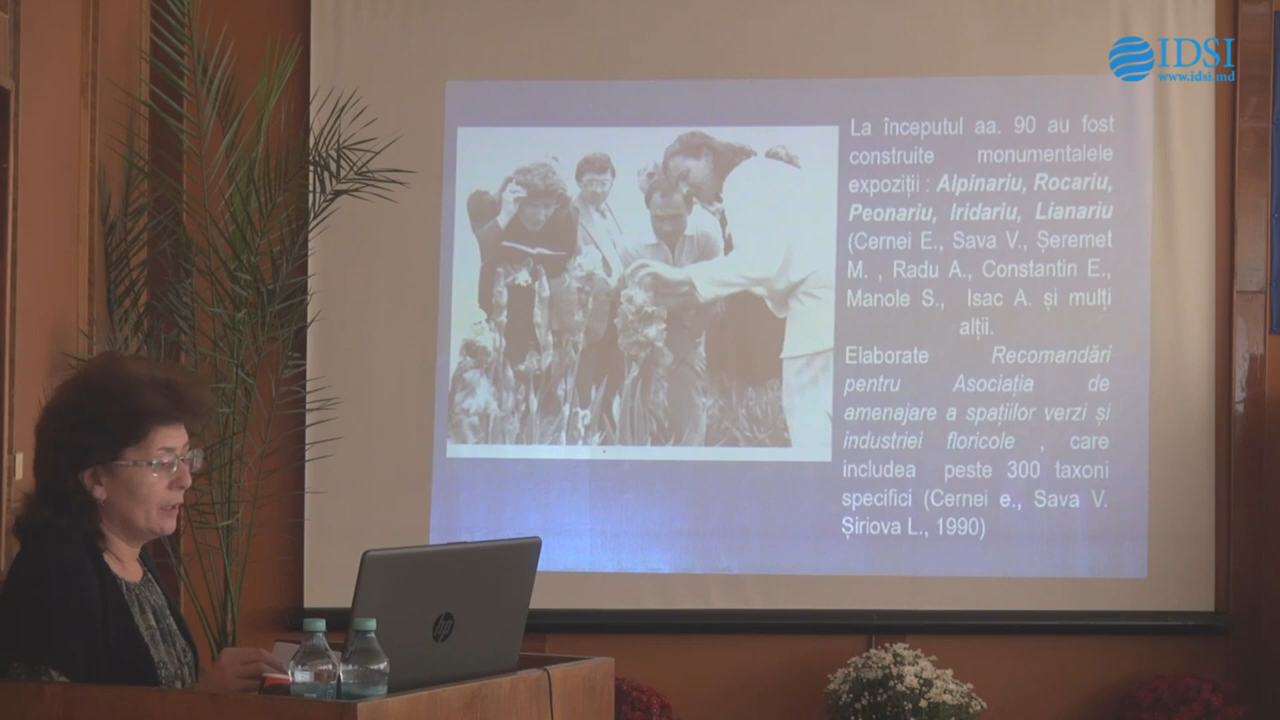 IDSI
www.idsi.md
La începutul aa. 90 au fost
construite monumentalele
expoziții : Alpinariu, Rocariu,
Peonariu, Iridariu, Lianariu
(Cernei E., Sava V., Șeremet
M. , Radu A., Constantin E.,
Manole S., Isac A. și mulți
alții.
Elaborate Recomandări
pentru Asociația de
amenajare a spațiilor verzi și
industriei floricole , care
includea peste 300 taxoni
specifici (Cernei e., Sava V.
Șiriova L., 1990)
hp